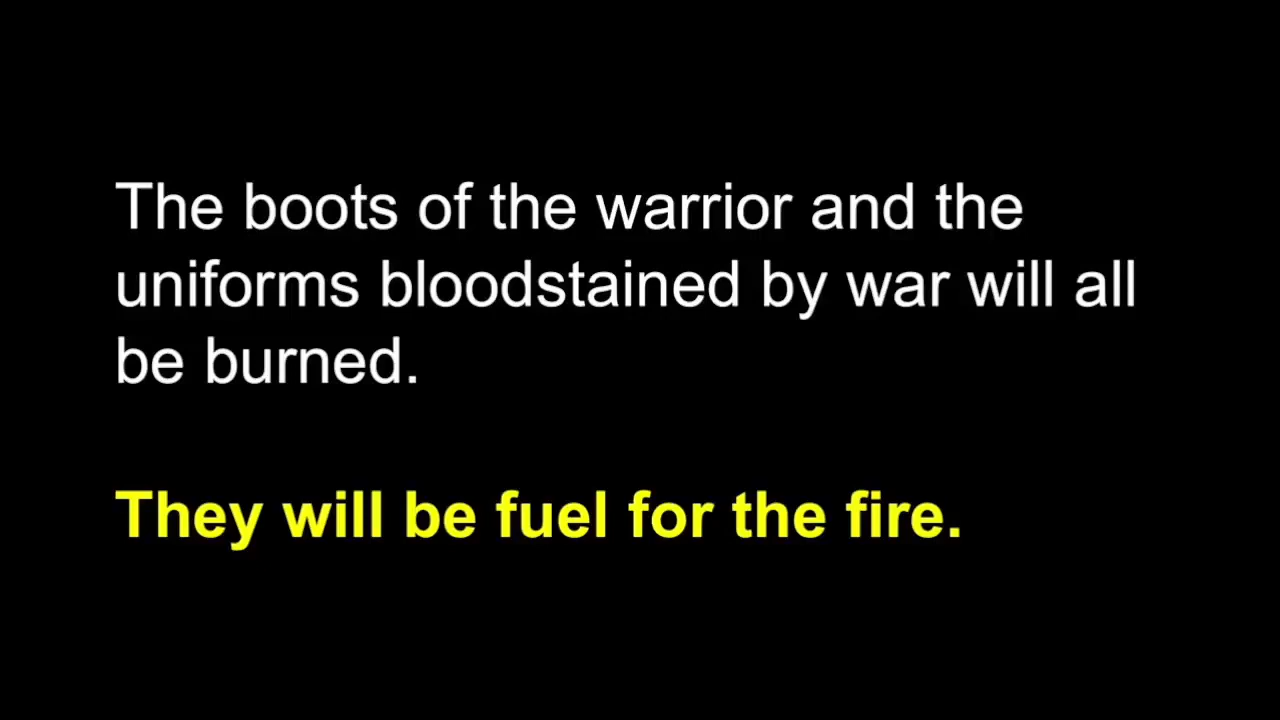 The boots of the warrior and the
uniforms bloodstained by war will all
be burned.
They will be fuel for the fire.